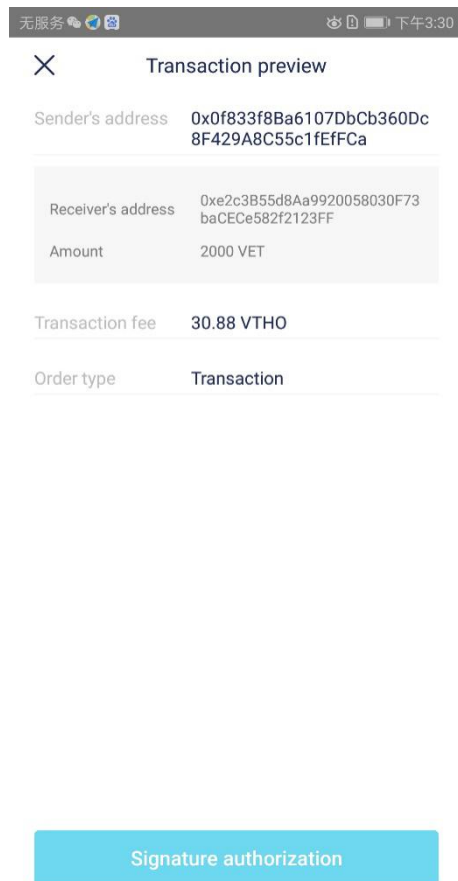 无服务 下午3:30
Transaction preview
Sender's address 0x0f833f8Ba6107DbCb360Dc
8F429A8C55c1fEfFCa
Receiver's address 0xe2c3B55d8Aa9920058030F73
baCECe582f2123FF
Amount 2000 VET
Transaction fee 30.88 VTHO
Order type Transaction
Signature authorization